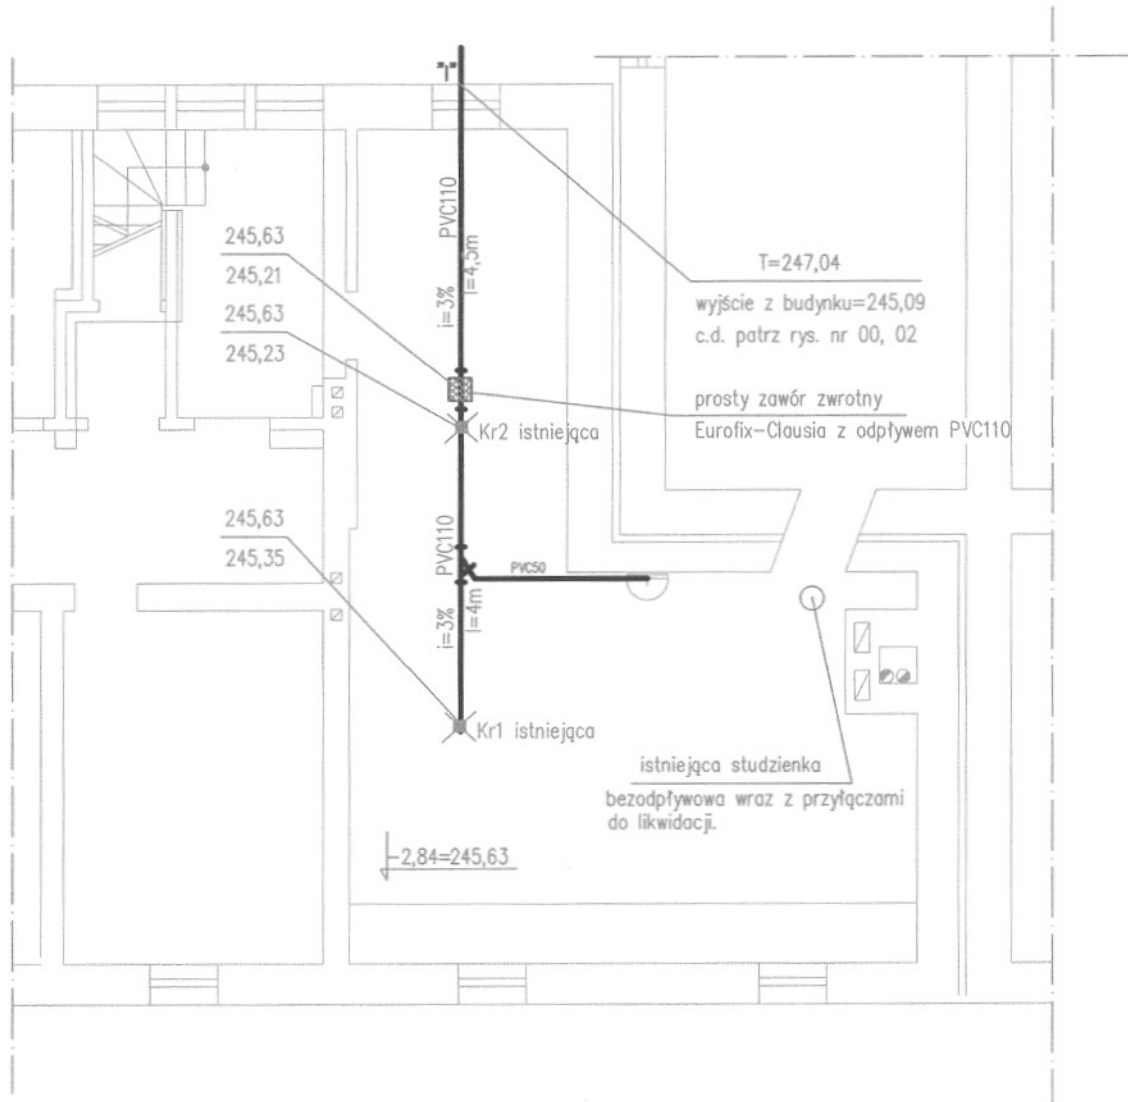 "T"
PVC110
i=3%
l=4,5m
245,63
245,21
245,63
245,23
T=247,04
wyjście z budynku=245,09
c.d. patrz rys. nr 00, 02
prosty zawór zwrotny
Eurofix-Clausia z odpływem PVC110
Kr2 istniejąca
245,63
245,35
PVC110
i=3%
l=4m
PVC50
Kr1 istniejąca
istniejąca studzienka
bezodpływowa wraz z przyłączami
do likwidacji.
-2,84=245,63